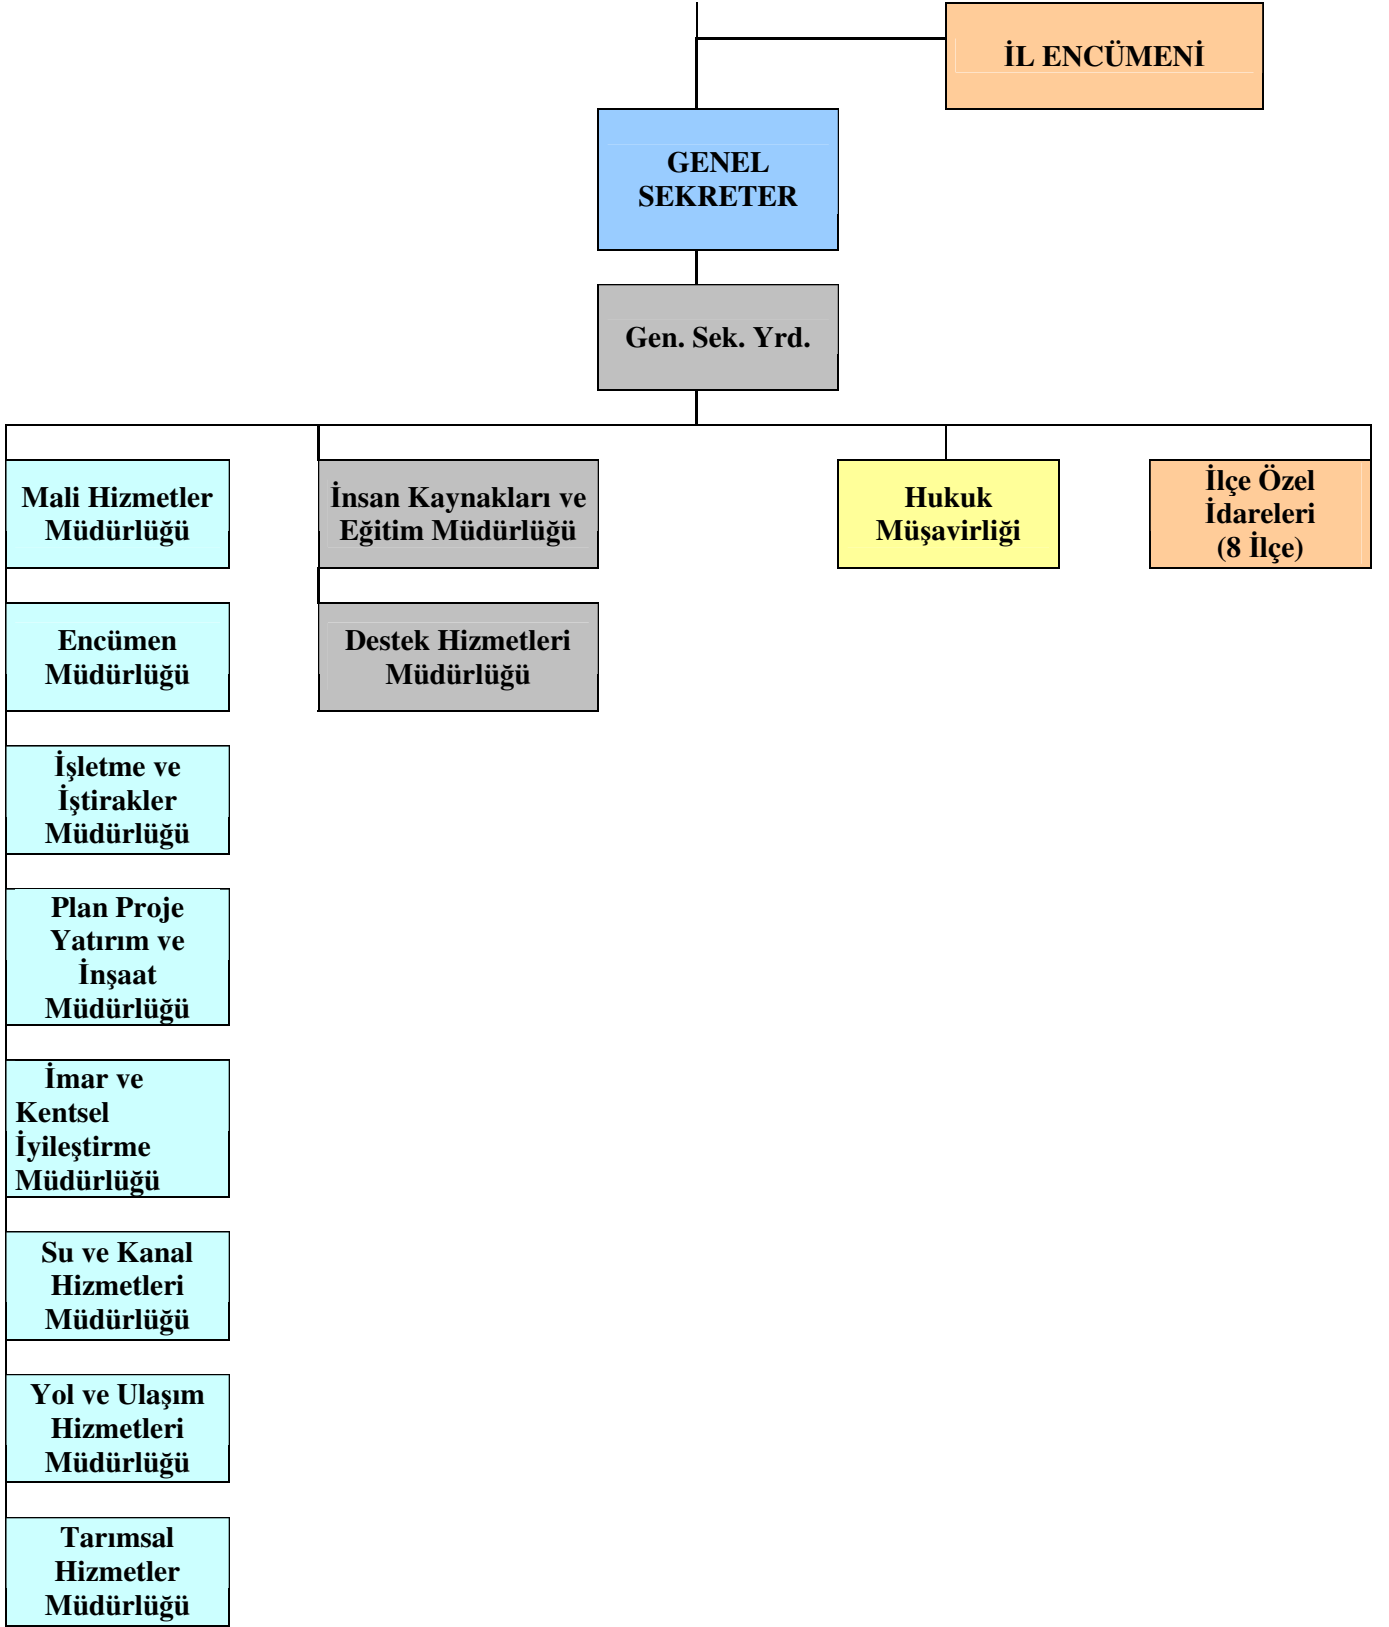 İL ENCÜMENİ
GENEL
SEKRETER
Gen. Sek. Yrd.
Mali Hizmetler
Müdürlüğü
İnsan Kaynakları ve
Eğitim Müdürlüğü
Hukuk
Müşavirliği
İlçe Özel
İdareleri
(8 İlçe)
Encümen
Müdürlüğü
Destek Hizmetleri
Müdürlüğü
İşletme ve
İştirakler
Müdürlüğü
Plan Proje
Yatırım ve
İnşaat
Müdürlüğü
İmar ve
Kentsel
İyileştirme
Müdürlüğü
Su ve Kanal
Hizmetleri
Müdürlüğü
Yol ve Ulaşım
Hizmetleri
Müdürlüğü
Tarımsal
Hizmetler
Müdürlüğü